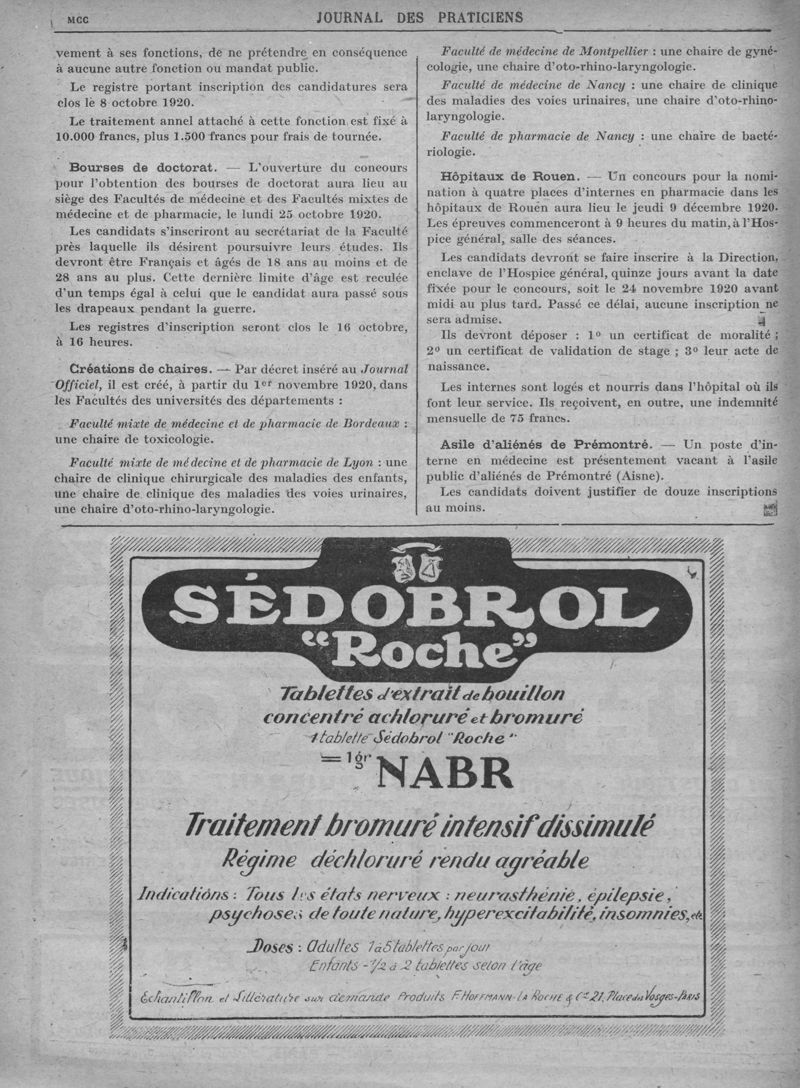 MCC
JOURNAL DES PRATICIENS
vement à ses fonctions, de ne prétendre en conséquence
à aucune autre fonction ou mandat public.
Le registre portant inscription des candidatures sera
clos le 8 octobre 1920.
Le traitement annel attaché à cette fonction est fixé à
10.000 francs, plus 1.500 francs pour frais de tournée.
Bourses de doctorat. — L'ouverture du concours
pour l'obtention des bourses de doctorat aura lieu au
siège des Facultés de médecine et des Facultés mixtes de
médecine et de pharmacie, le lundi 25 octobre 1920.
Les candidats s'inscriront au secrétariat de la Faculté
près laquelle ils désirent poursuivre leurs études. Ils
devront être Français et âgés de 18 ans au moins et de
28 ans au plus. Cette dernière limite d'âge est reculée
d'un temps égal à celui que le candidat aura passé sous
les drapeaux pendant la guerre.
Les registres d'inscription seront clos le 16 octobre,
à 16 heures.
Créations de chaires. — Par décret inséré au Journal
Officiel, il est créé, à partir du 1er novembre 1920, dans
les Facultés des universités des départements :
Faculté mixte de médecine et de pharmacie de Bordeaux :
une chaire de toxicologie.
Faculté mixte de médecine et de pharmacie de Lyon : une
chaire de clinique chirurgicale des maladies des enfants,
une chaire de clinique des maladies des voies urinaires,
une chaire d'oto-rhino-laryngologie.
Faculté de médecine de Montpellier : une chaire de gyné-
cologie, une chaire d'oto-rhino-laryngologie.
Faculté de médecine de Nancy : une chaire de clinique
des maladies des voies urinaires, une chaire d'oto-rhino-
laryngologie.
Faculté de pharmacie de Nancy : une chaire de bacté-
riologie.
Hôpitaux de Rouen. — Un concours pour la nomi-
nation à quatre places d'internes en pharmacie dans les
hôpitaux de Rouen aura lieu le jeudi 9 décembre 1920.
Les épreuves commenceront à 9 heures du matin, à l'Hos-
pice général, salle des séances.
Les candidats devront se faire inscrire à la Direction,
enclave de l'Hospice général, quinze jours avant la date
fixée pour le concours, soit le 24 novembre 1920 avant
midi au plus tard. Passé ce délai, aucune inscription ne
sera admise.
Ils devront déposer : 1º un certificat de moralité ;
2º un certificat de validation de stage ; 3º leur acte de
naissance.
Les internes sont logés et nourris dans l'hôpital où ils
font leur service. Ils reçoivent, en outre, une indemnité
mensuelle de 75 francs.
Asile d'aliénés de Prémontré. — Un poste d'in-
terne en médecine est présentement vacant à l'asile
public d'aliénés de Prémontré (Aisne).
Les candidats doivent justifier de douze inscriptions
au moins.
SÉDOBROL
"Roche"
Tablettes d'extrait de bouillon
concentré achloruré et bromuré
1 tablette Sédobrol "Roche"
= 1gr NABR
Traitement bromuré intensif dissimulé
Régime déchloruré rendu agréable
Indications : Tous les états nerveux : neurasthénie, épilepsie,
psychoses de toute nature, hyperexcitabilité, insomnies, etc.
Doses : Adultes 1 à 5 tablettes par jour
Enfants - 1/2 à 2 tablettes selon l'âge
Echantillon et Littérature sur demande Produits F. HOFFMANN-LA ROCHE & Cie 21, Place des Vosges-PARIS